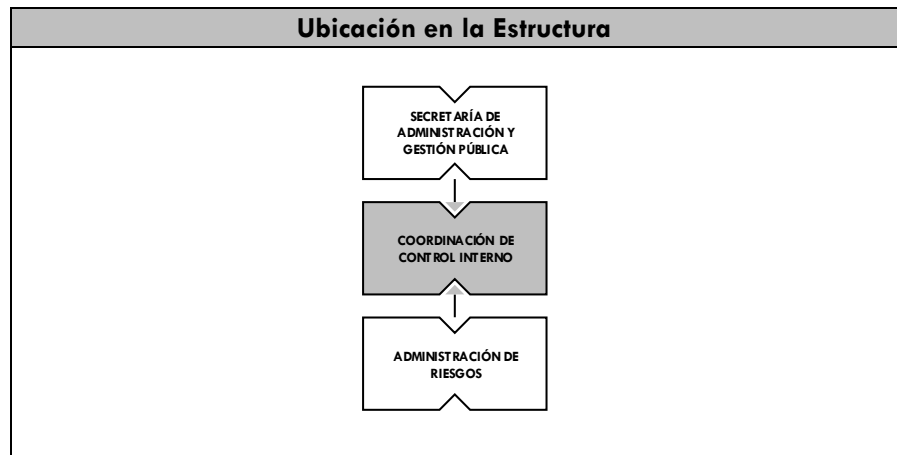 Ubicación en la Estructura
SECRETARÍA DE
ADMINISTRACIÓN Y
GESTIÓN PÚBLICA
COORDINACIÓN DE
CONTROL INTERNO
ADMINISTRACIÓN DE
RIESGOS